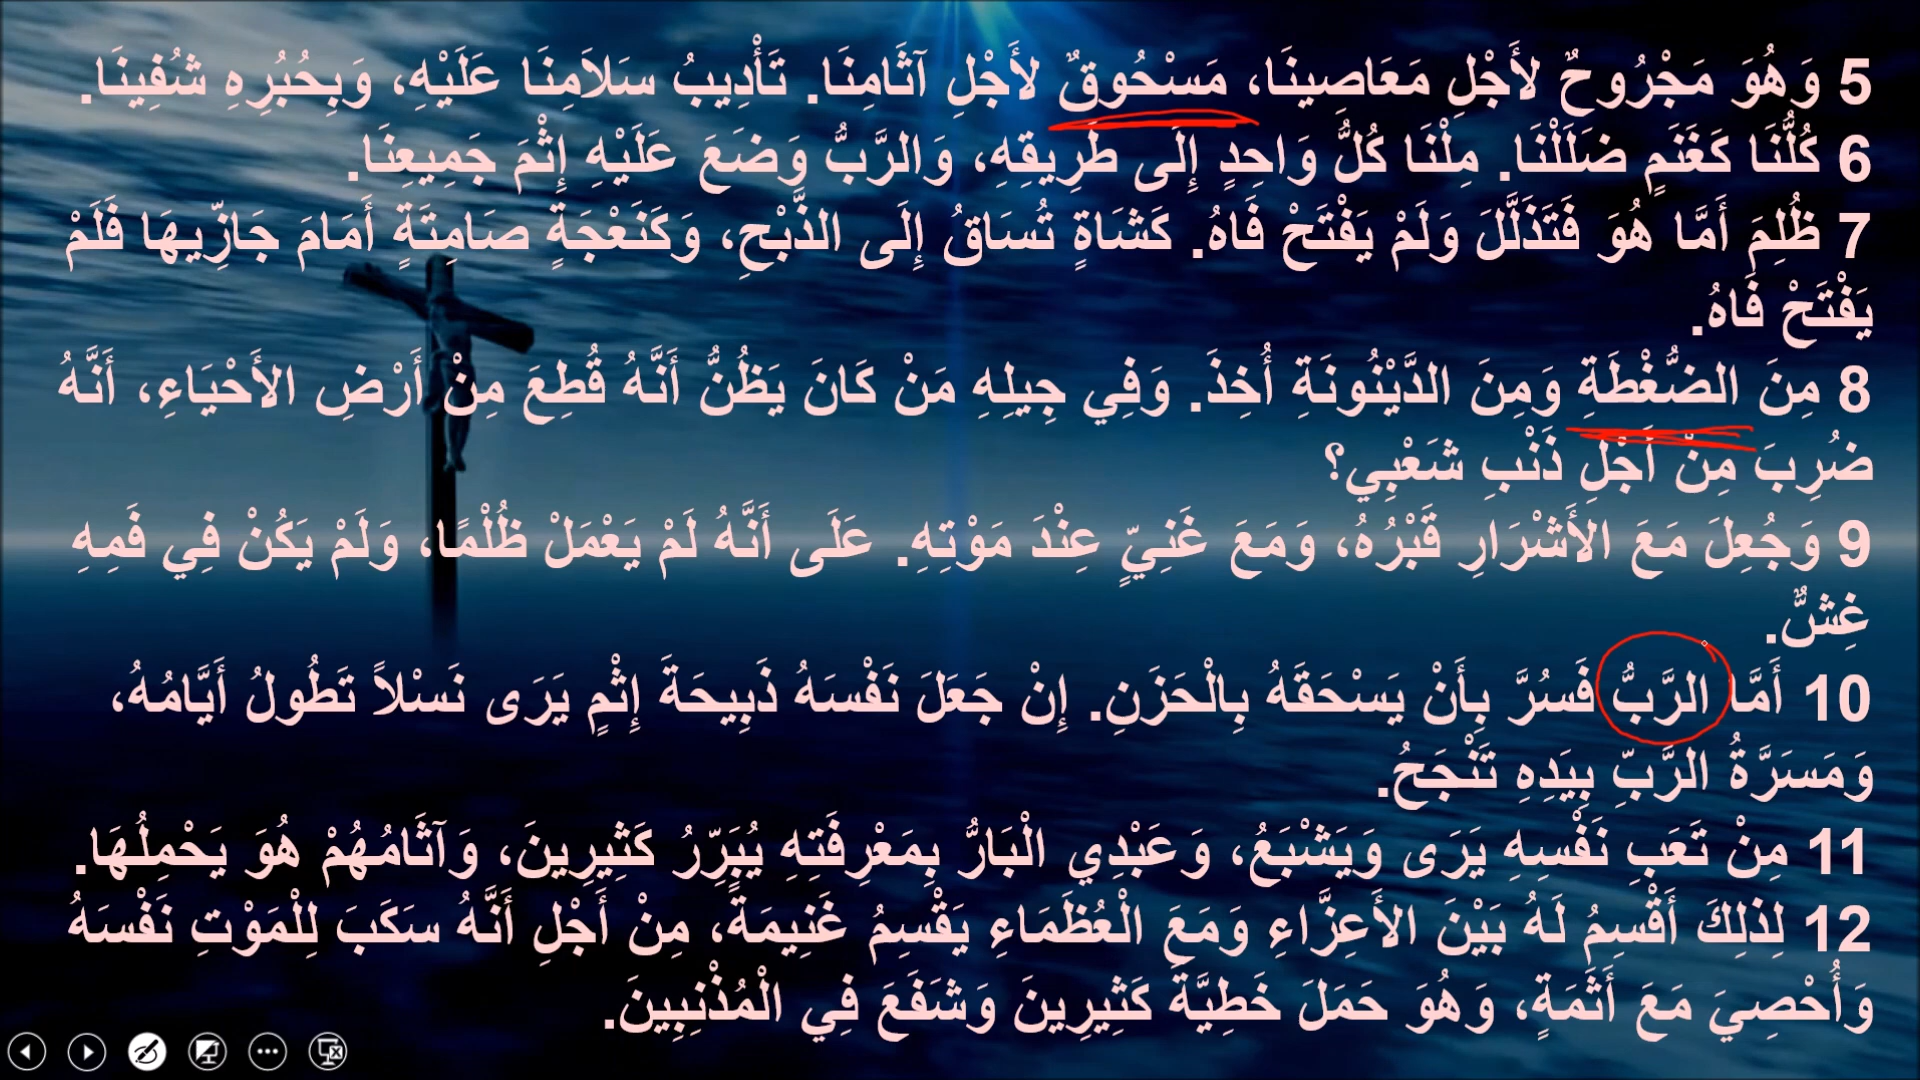 5 وَهُوَ مَجْرُوحٌ لأَجْلِ مَعَاصِينَا، مَسْحُوقٌ لأَجْلِ آثَامِنَا. تَأْدِيبُ سَلاَمِنَا عَلَيْهِ، وَبِحُبُرِهِ شُفِينَا.
6 كُلُّنَا كَغَنَمٍ ضَلَلْنَا. مِلْنَا كُلُّ وَاحِدٍ إِلَى طَرِيقِهِ، وَالرَّبُّ وَضَعَ عَلَيْهِ إِثْمَ جَمِيعِنَا.
7 ظُلِمَ أَمَّا هُوَ فَتَذَلَّلَ وَلَمْ يَفْتَحْ فَاهُ. كَشَاةٍ تُسَاقُ إِلَى الذَّبْحِ، وَكَنَعْجَةٍ صَامِتَةٍ أَمَامَ جَازِّيهَا فَلَمْ
يَفْتَحْ فَاهُ.
8 مِنَ الضُّغْطَةِ وَمِنَ الدَّيْنُونَةِ أُخِذَ. وَفِي جِيلِهِ مَنْ كَانَ يَظُنُّ أَنَّهُ قُطِعَ مِنْ أَرْضِ الأَحْيَاءِ، أَنَّهُ
ضُرِبَ مِنْ أَجْلِ ذَنْبِ شَعْبِي؟
9 وَجُعِلَ مَعَ الأَشْرَارِ قَبْرُهُ، وَمَعَ غَنِيٍّ عِنْدَ مَوْتِهِ. عَلَى أَنَّهُ لَمْ يَعْمَلْ ظُلْمًا، وَلَمْ يَكُنْ فِي فَمِهِ
غِشٌّ.
10 أَمَّا الرَّبُّ فَسُرَّ بِأَنْ يَسْحَقَهُ بِالْحَزَنِ. إِنْ جَعَلَ نَفْسَهُ ذَبِيحَةَ إِثْمٍ يَرَى نَسْلاً تَطُولُ أَيَّامُهُ،
وَمَسَرَّةُ الرَّبِّ بِيَدِهِ تَنْجَحُ.
11 مِنْ تَعَبِ نَفْسِهِ يَرَى وَيَشْبَعُ، وَعَبْدِي الْبَارُّ بِمَعْرِفَتِهِ يُبَرِّرُ كَثِيرِينَ، وَآثَامُهُمْ هُوَ يَحْمِلُهَا.
12 لِذلِكَ أَقْسِمُ لَهُ بَيْنَ الأَعِزَّاءِ وَمَعَ الْعُظَمَاءِ يَقْسِمُ غَنِيمَةً، مِنْ أَجْلِ أَنَّهُ سَكَبَ لِلْمَوْتِ نَفْسَهُ
وَأُحْصِيَ مَعَ أَثَمَةٍ، وَهُوَ حَمَلَ خَطِيَّةَ كَثِيرِينَ وَشَفَعَ فِي الْمُذْنِبِينَ.